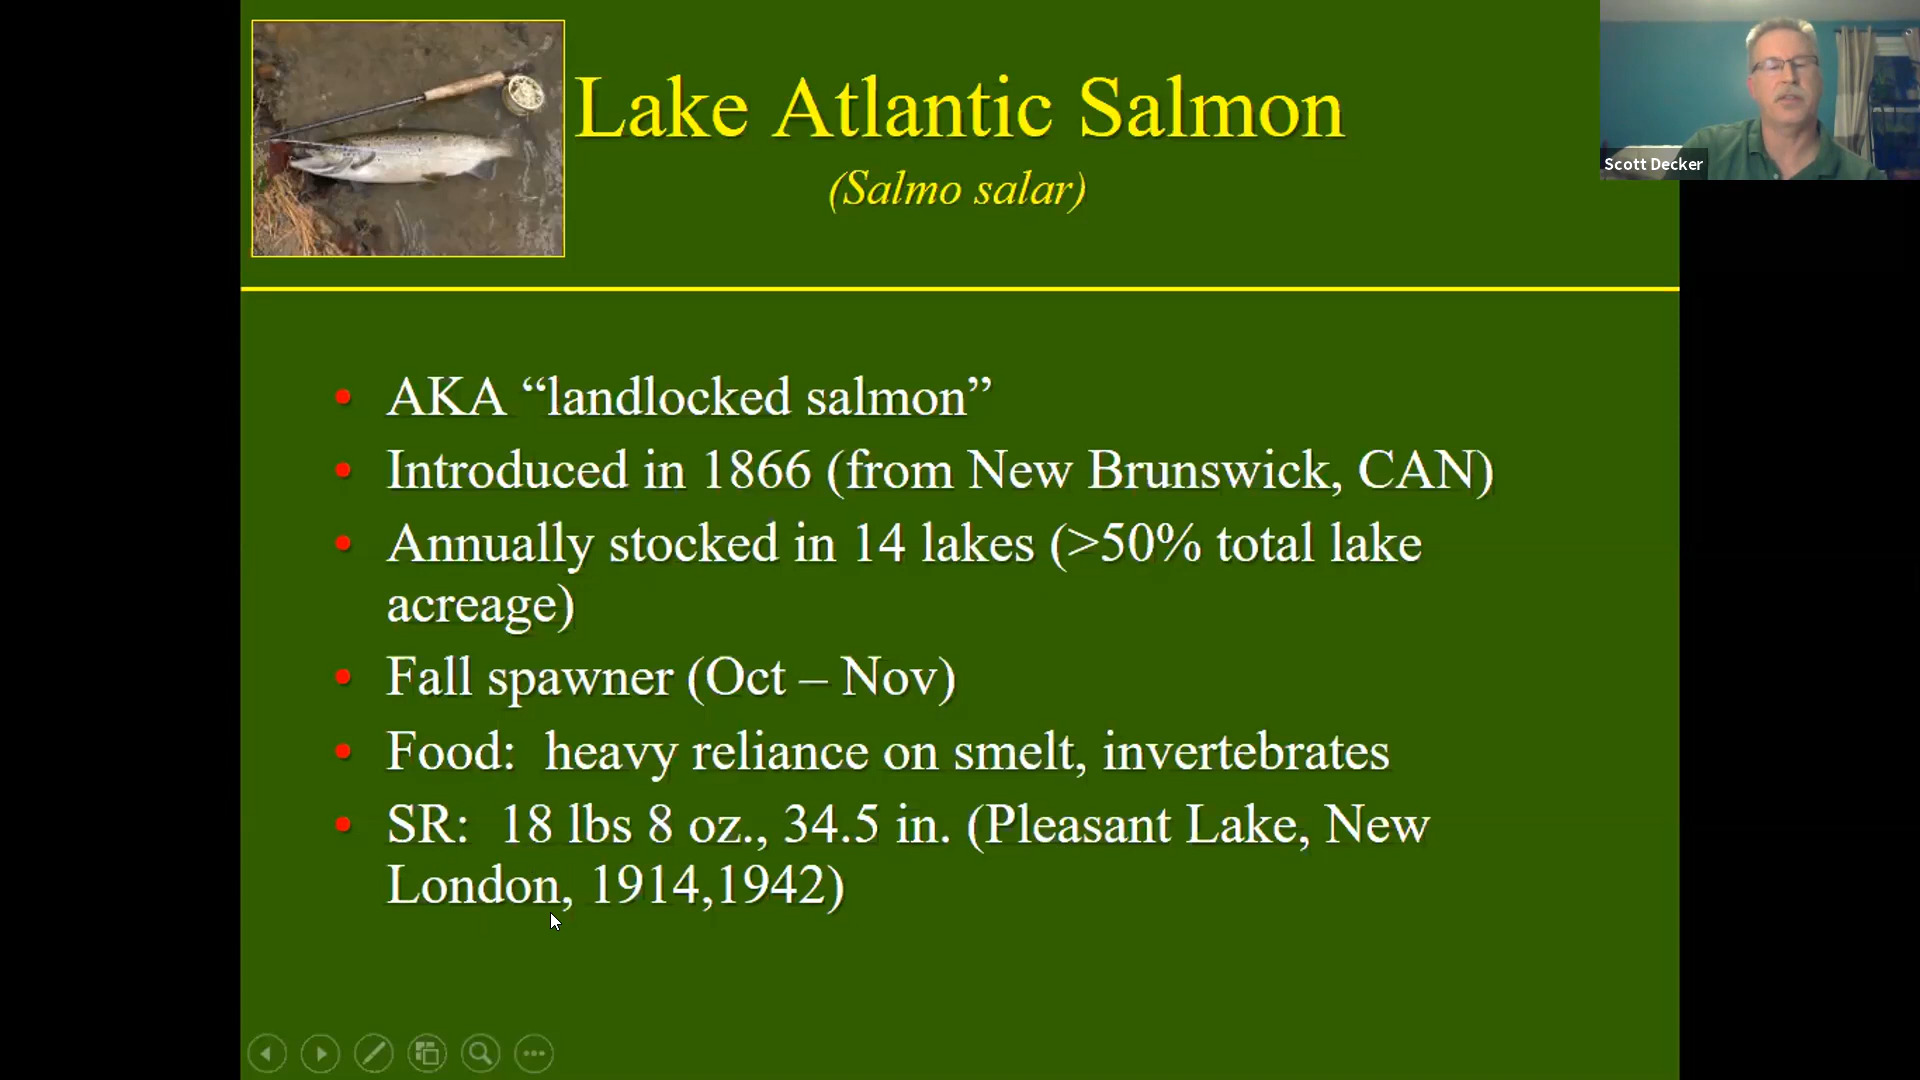 Lake Atlantic Salmon
(Salmo salar)
Scott Decker
• AKA “landlocked salmon”
• Introduced in 1866 (from New Brunswick, CAN)
• Annually stocked in 14 lakes (>50% total lake
acreage)
• Fall spawner (Oct – Nov)
• Food:  heavy reliance on smelt, invertebrates
• SR:  18 lbs 8 oz., 34.5 in. (Pleasant Lake, New
London, 1914,1942)